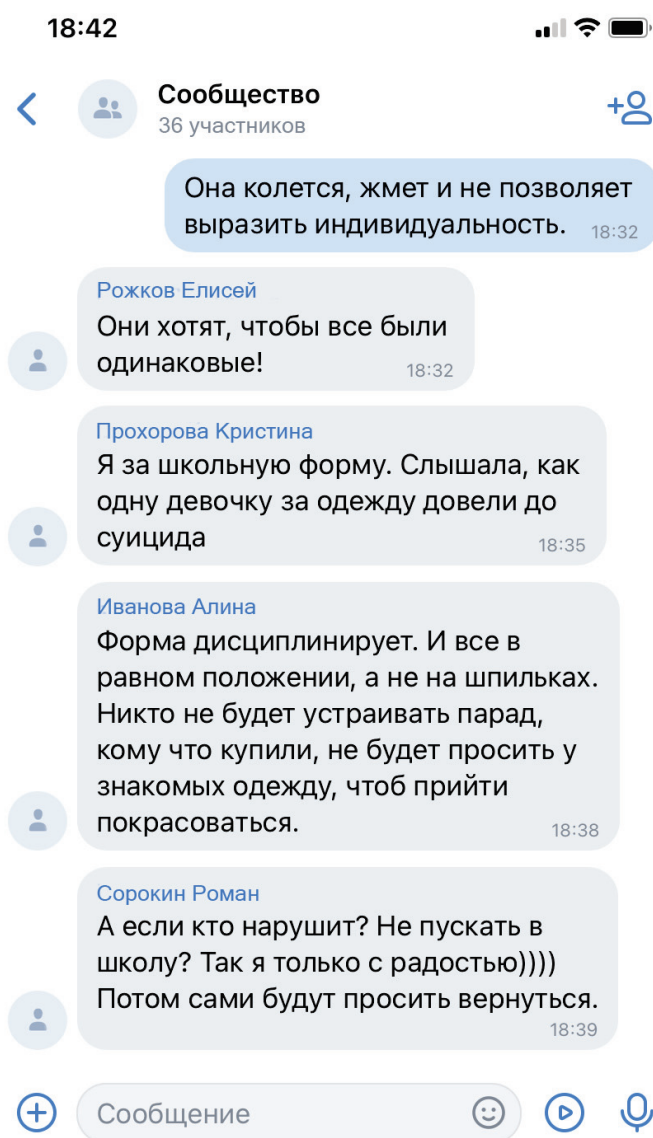 18:42
Сообщество
36 участников
Она колется, жмет и не позволяет
выразить индивидуальность. 18:32
Рожков Елисей
Они хотят, чтобы все были
одинаковые! 18:32
Прохорова Кристина
Я за школьную форму. Слышала, как
одну девочку за одежду довели до
суицида 18:35
Иванова Алина
Форма дисциплинирует. И все в
равном положении, а не на шпильках.
Никто не будет устраивать парад,
кому что купили, не будет просить у
знакомых одежду, чтоб прийти
покрасоваться. 18:38
Сорокин Роман
А если кто нарушит? Не пускать в
школу? Так я только с радостью))))
Потом сами будут просить вернуться.
18:39
Сообщение